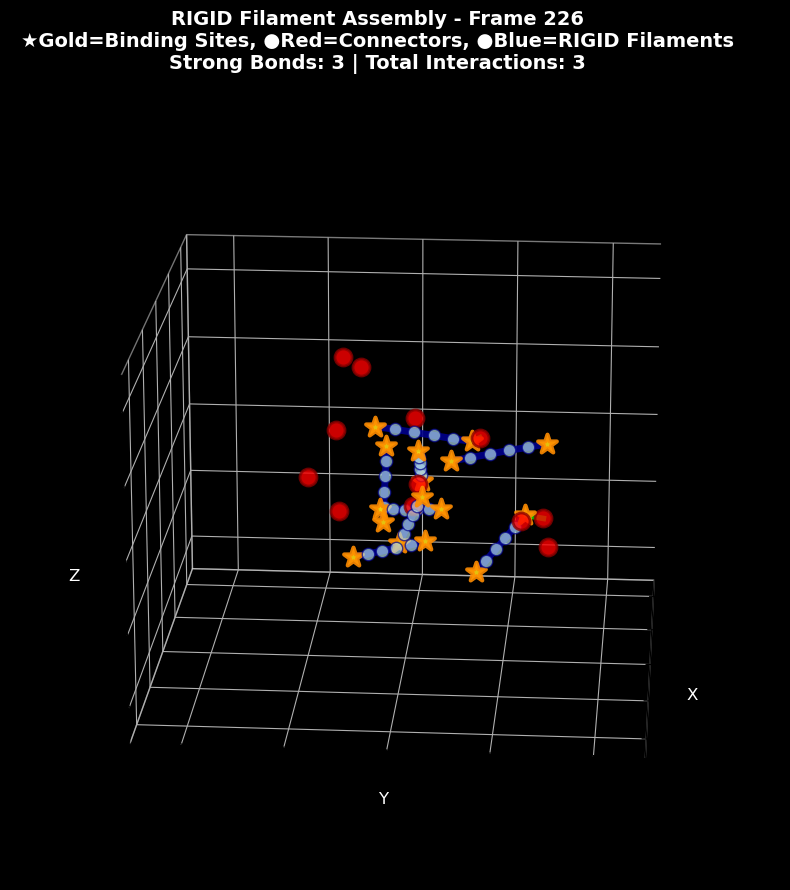 RIGID Filament Assembly - Frame 226
★Gold=Binding Sites, ●Red=Connectors, ●Blue=RIGID Filaments
Strong Bonds: 3 | Total Interactions: 3
Z
X
Y